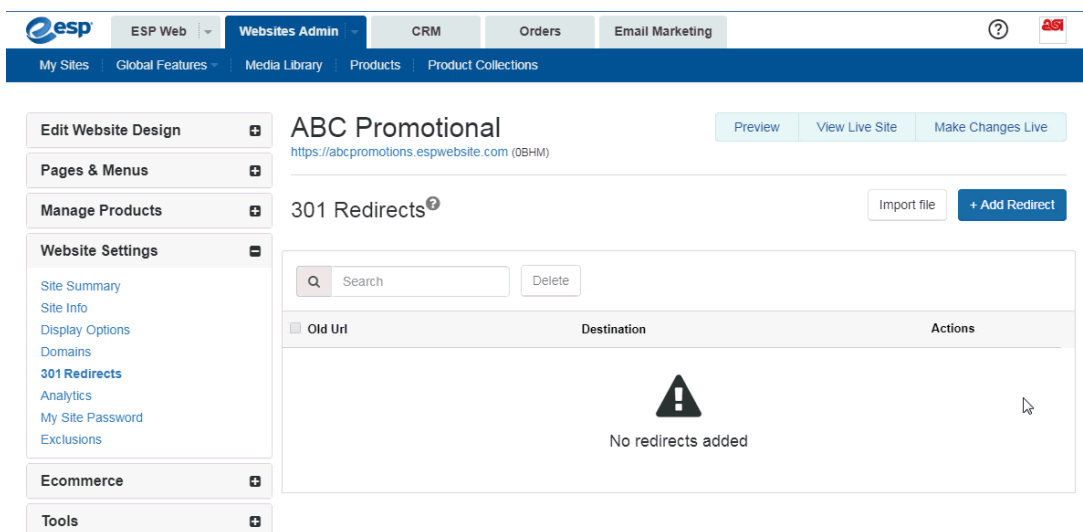 esp ESP Web Websites Admin CRM Orders Email Marketing ? asi
My Sites Global Features Media Library Products Product Collections
Edit Website Design
Pages & Menus
Manage Products
Website Settings
Site Summary
Site Info
Display Options
Domains
301 Redirects
Analytics
My Site Password
Exclusions
Ecommerce
Tools
ABC Promotional
https://abcpromotions.espwebsite.com (0BHM)
Preview View Live Site Make Changes Live
301 Redirects ?
Import file + Add Redirect
Search Delete
Old Url Destination Actions
No redirects added